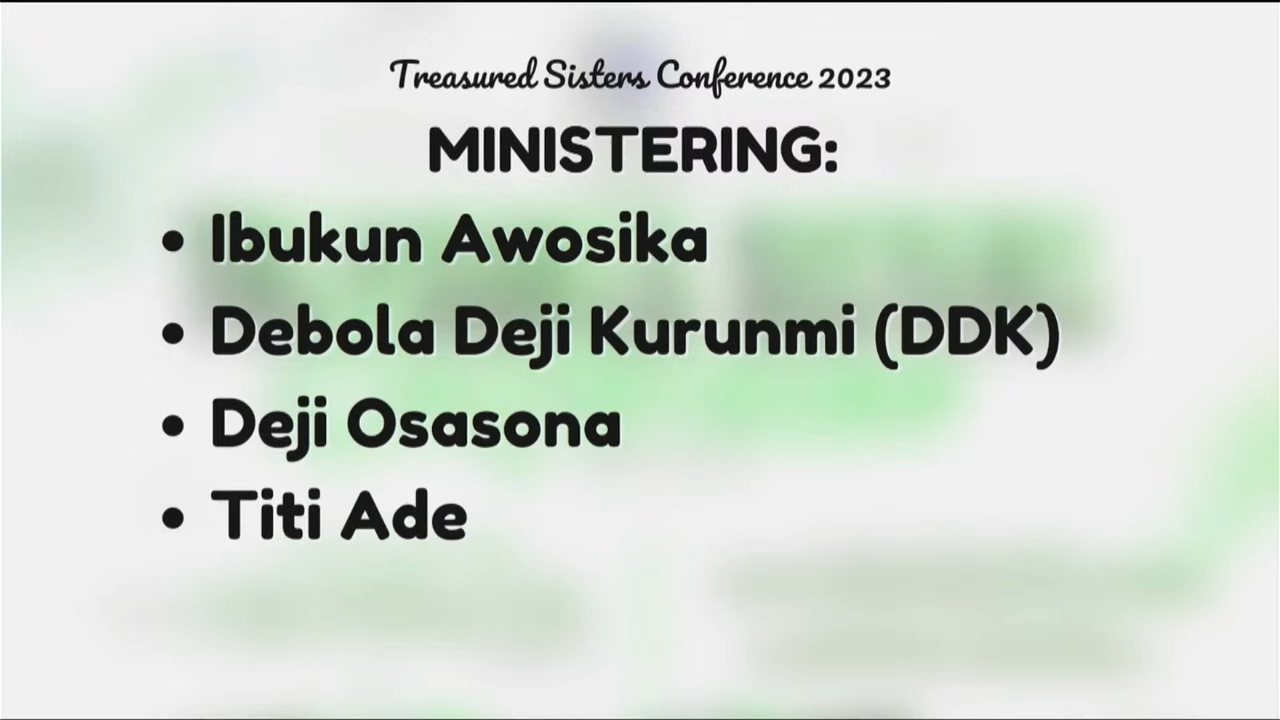 Treasured Sisters Conference 2023
MINISTERING:
• Ibukun Awosika
• Debola Deji Kurunmi (DDK)
• Deji Osasona
• Titi Ade